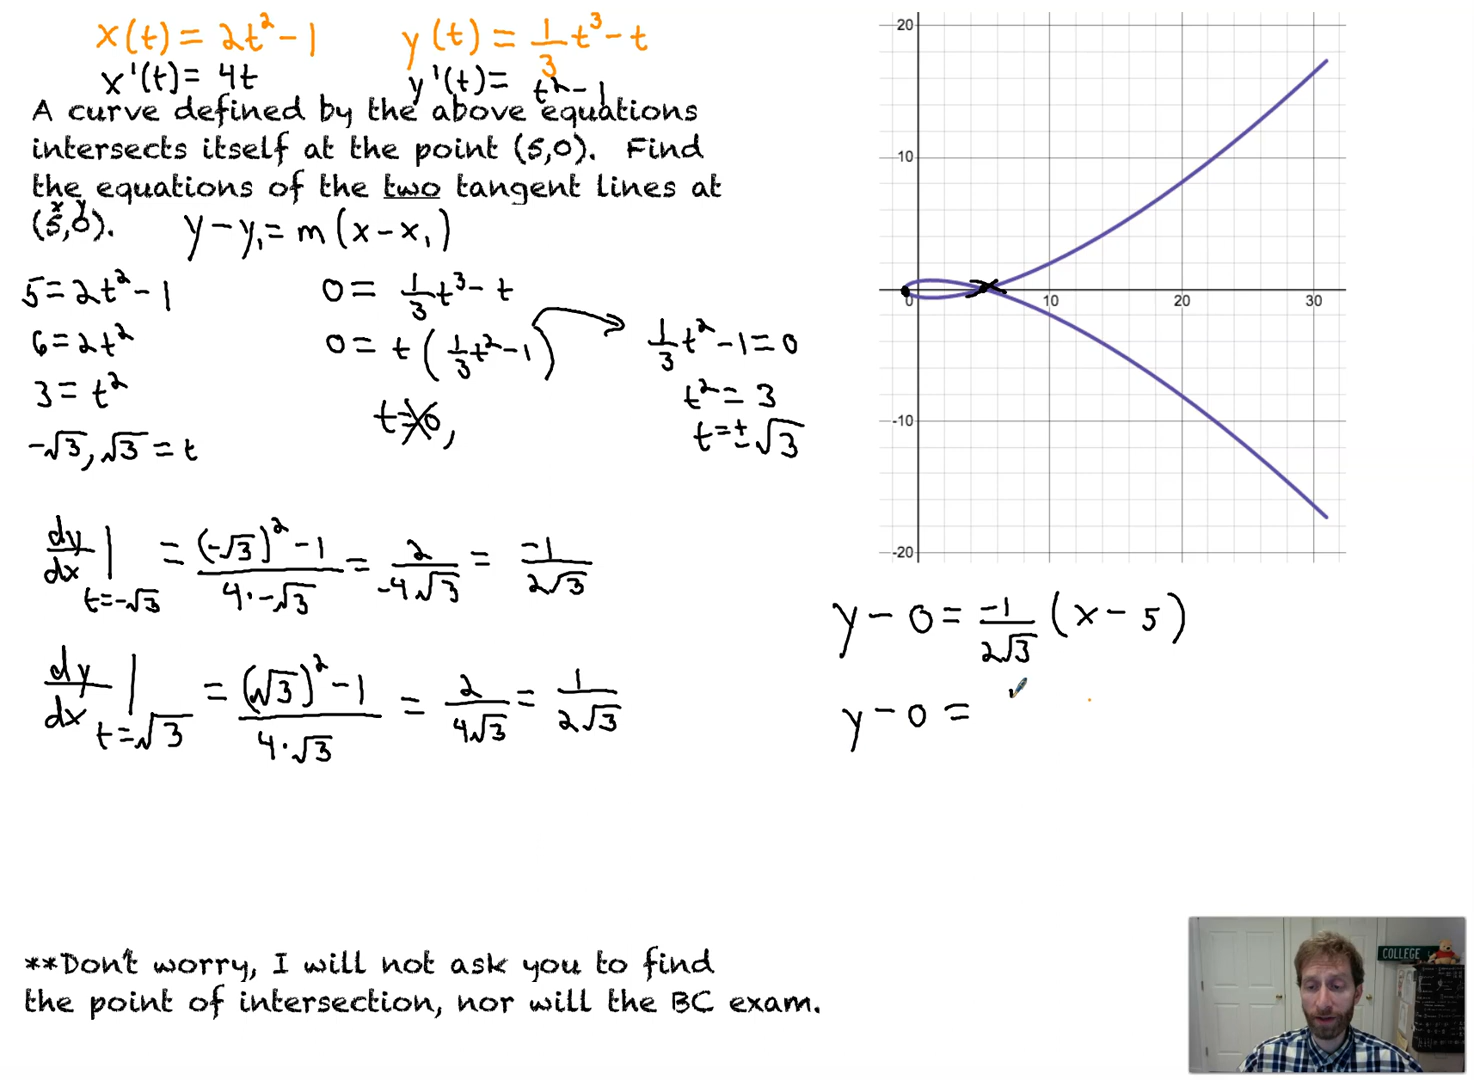 x(t) = 2t² - 1 y(t) = 1/3 t³ - t
x'(t) = 4t y'(t) = t² - 1
A curve defined by the above equations
intersects itself at the point (5,0). Find
the equations of the two tangent lines at
x y
(5,0). y - y₁ = m(x - x₁)
5 = 2t² - 1 0 = 1/3 t³ - t
6 = 2t² 0 = t(1/3 t² - 1) 1/3 t² - 1 = 0
3 = t² t = 0, t² = 3
-√3, √3 = t t = ±√3
dy/dx | t=-√3 = (-√3)² - 1 / 4·-√3 = 2 / -4√3 = -1 / 2√3
dy/dx | t=√3 = (√3)² - 1 / 4·√3 = 2 / 4√3 = 1 / 2√3
20
10
0 10 20 30
-10
-20
y - 0 = -1 / 2√3 (x - 5)
y - 0 =
**Don't worry, I will not ask you to find
the point of intersection, nor will the BC exam.
COLLEGE